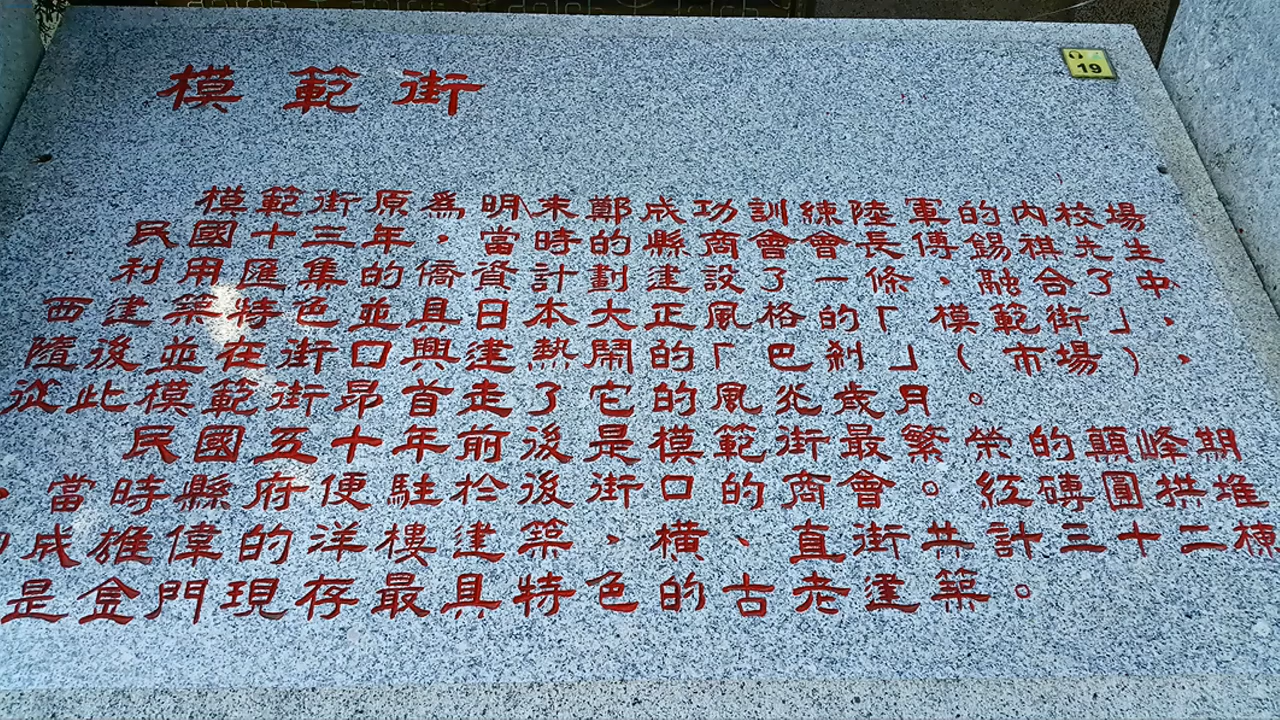 模範街
19
模範街原為明末鄭成功訓練陸軍的內校場
民國十三年，當時的縣商會會長傅錫祺先生
利用匯集的僑資計劃建設了一條，融合了中
西建築特色並具日本大正風格的「模範街」，
隨後並在街口興建熱鬧的「巴剎」（市場），
從此模範街昂首走了它的風光歲月。
民國五十年前後是模範街最繁榮的顛峰期
，當時縣府便駐於後街口的商會。紅磚圓拱堆
成雄偉的洋樓建築，橫、直街共計三十二棟
是金門現存最具特色的古老建築。